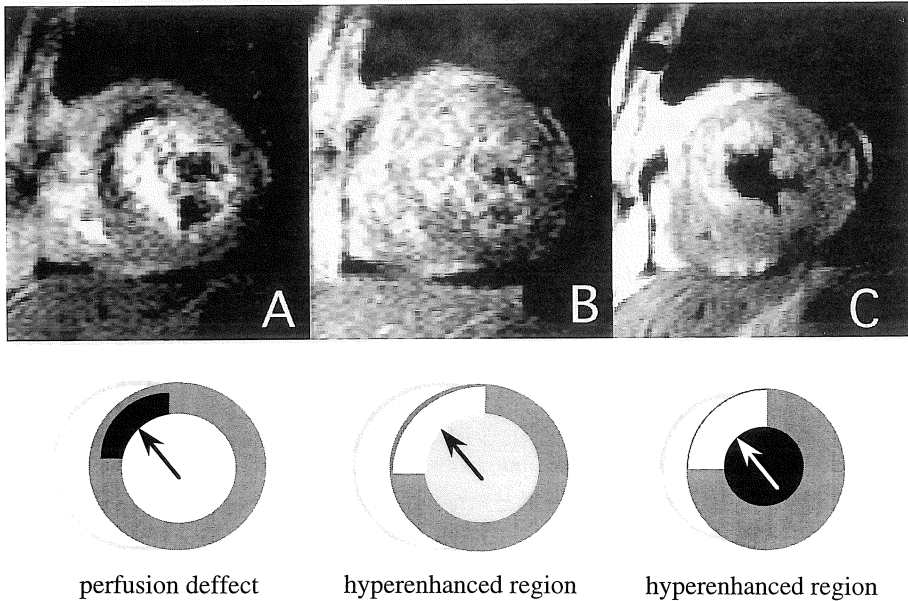 A
B
C
perfusion deffect
hyperenhanced region
hyperenhanced region